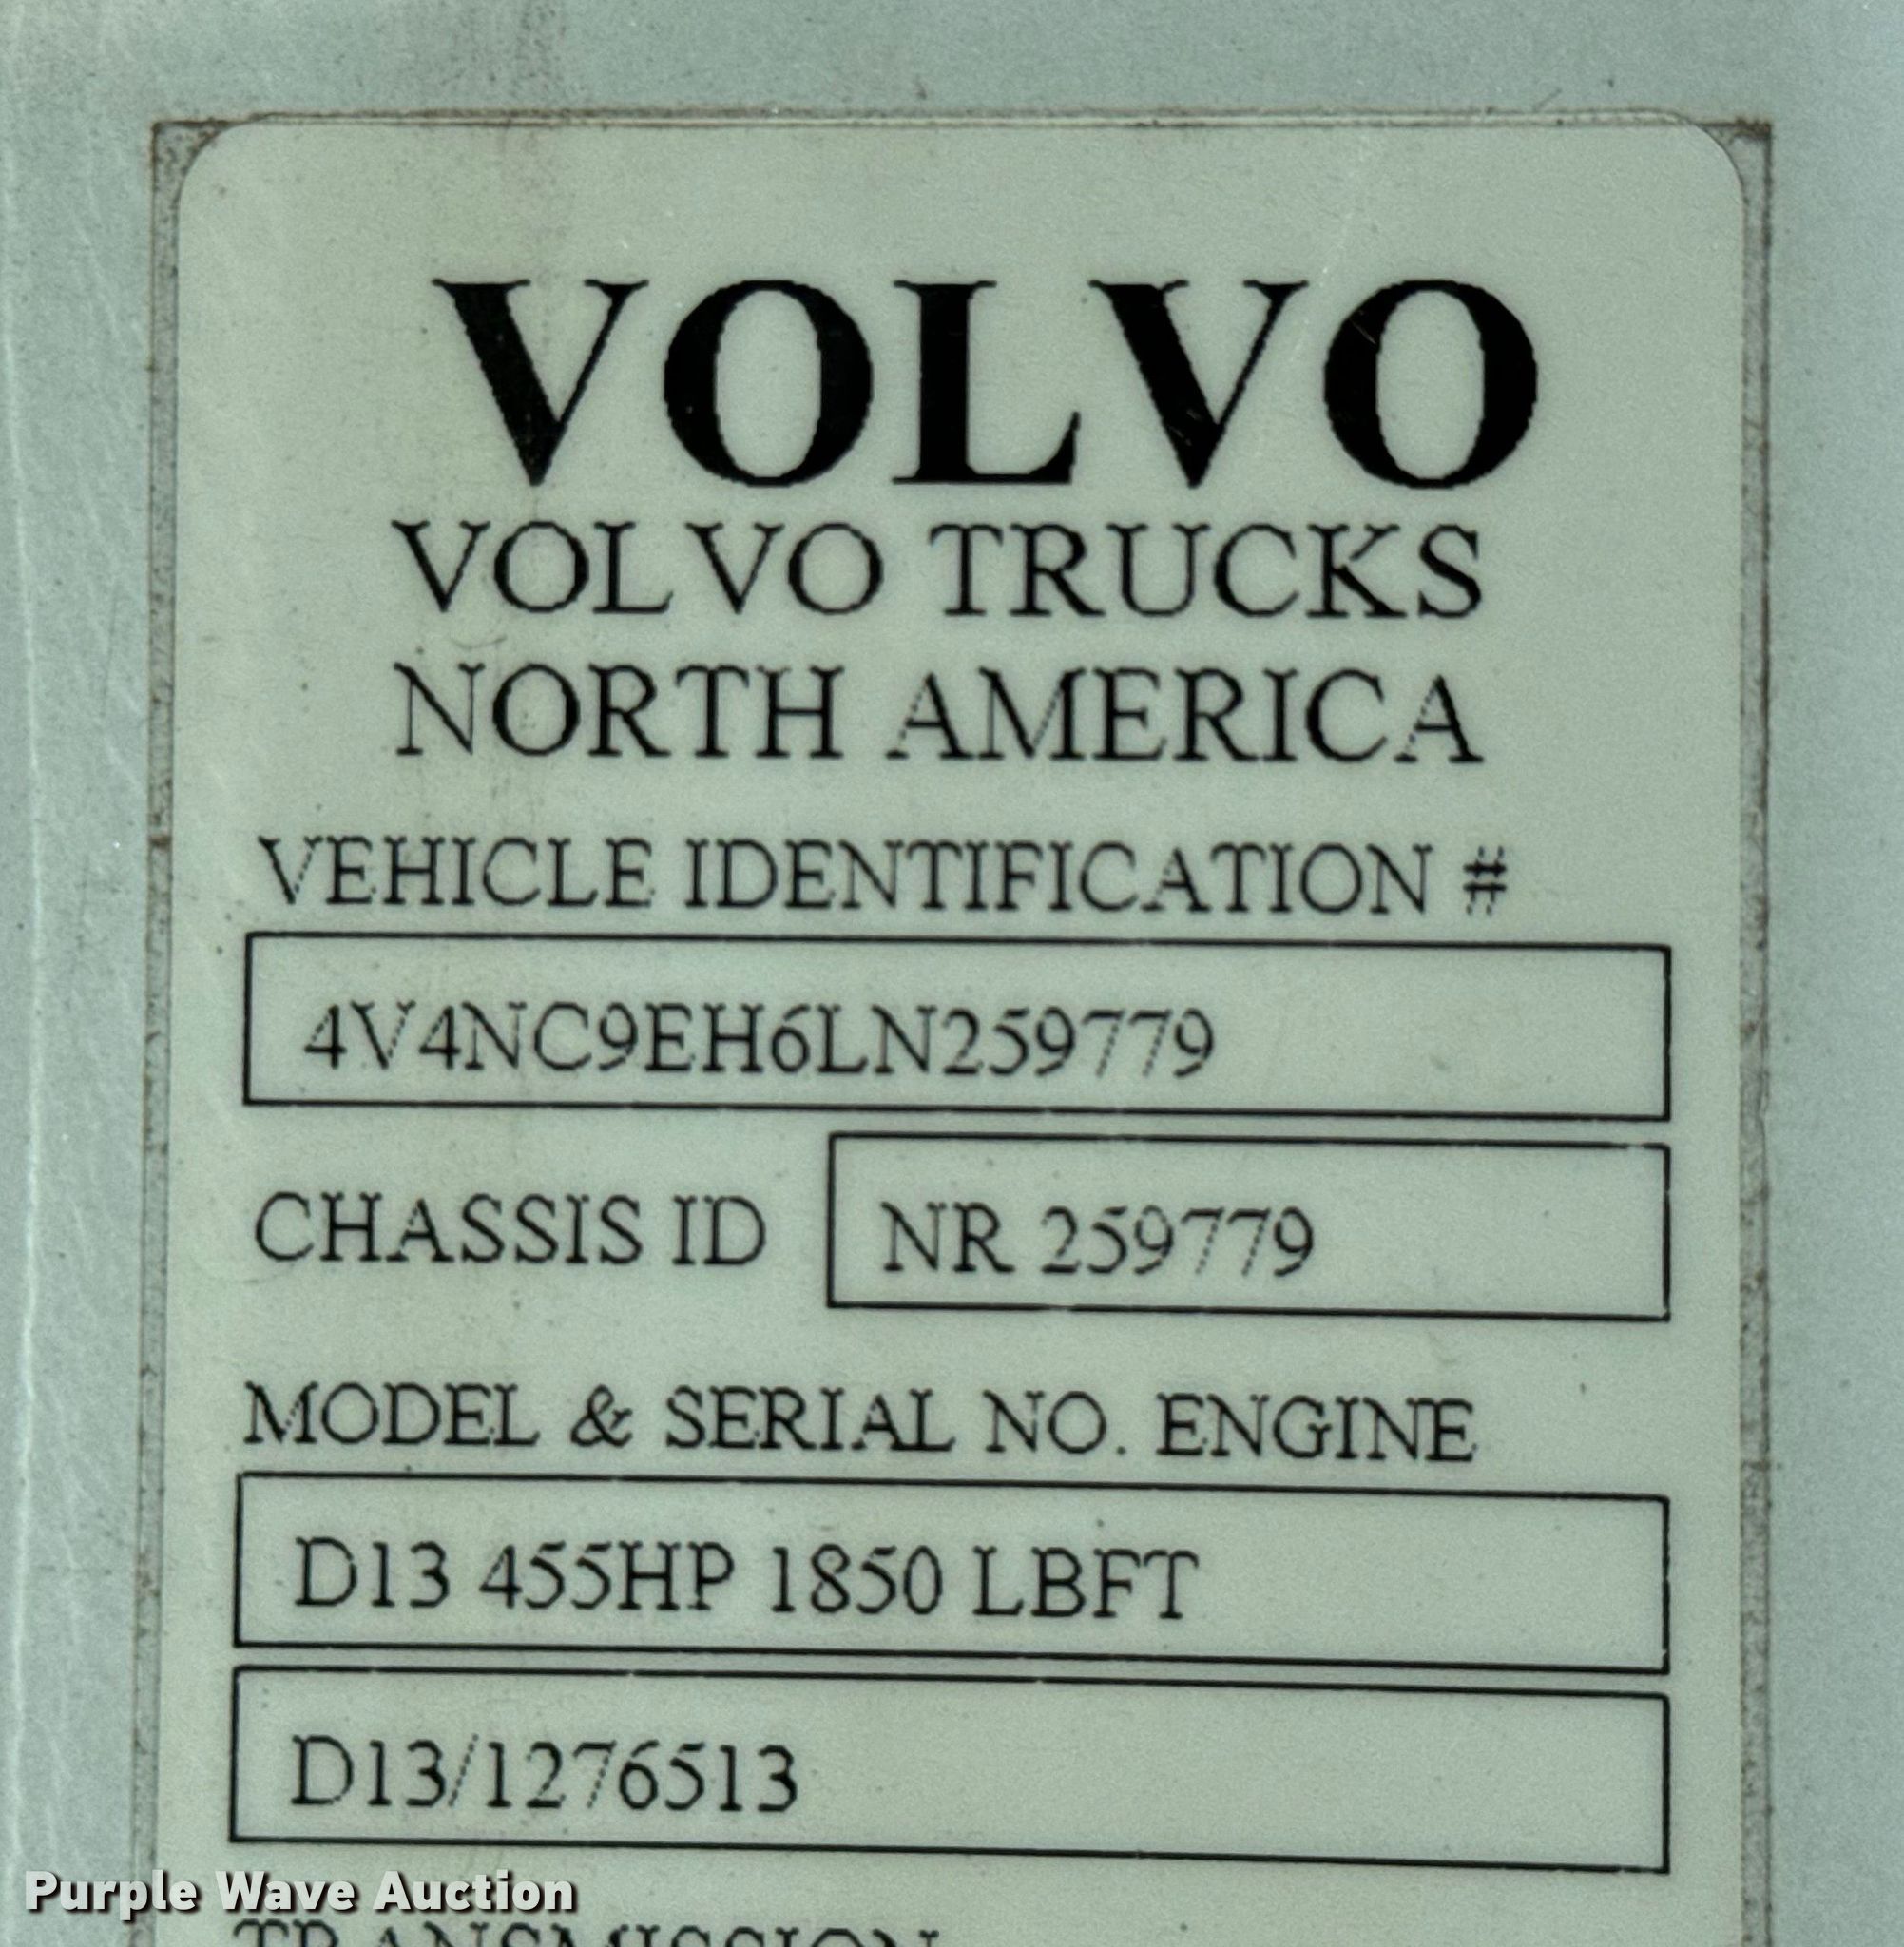 VOLVO
VOLVO TRUCKS
NORTH AMERICA
VEHICLE IDENTIFICATION #
4V4NC9EH6LN259779
CHASSIS ID NR 259779
MODEL & SERIAL NO. ENGINE
D13 455HP 1850 LBFT
D13/1276513
Purple Wave Auction
TRANSMISSION